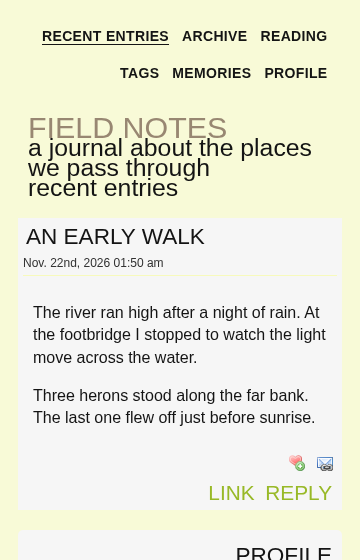 RECENT ENTRIES ARCHIVE READING
TAGS MEMORIES PROFILE
FIELD NOTES
a journal about the places
we pass through
recent entries
AN EARLY WALK
Nov. 22nd, 2026 01:50 am
The river ran high after a night of rain. At
the footbridge I stopped to watch the light
move across the water.
Three herons stood along the far bank.
The last one flew off just before sunrise.
LINK REPLY
PROFILE